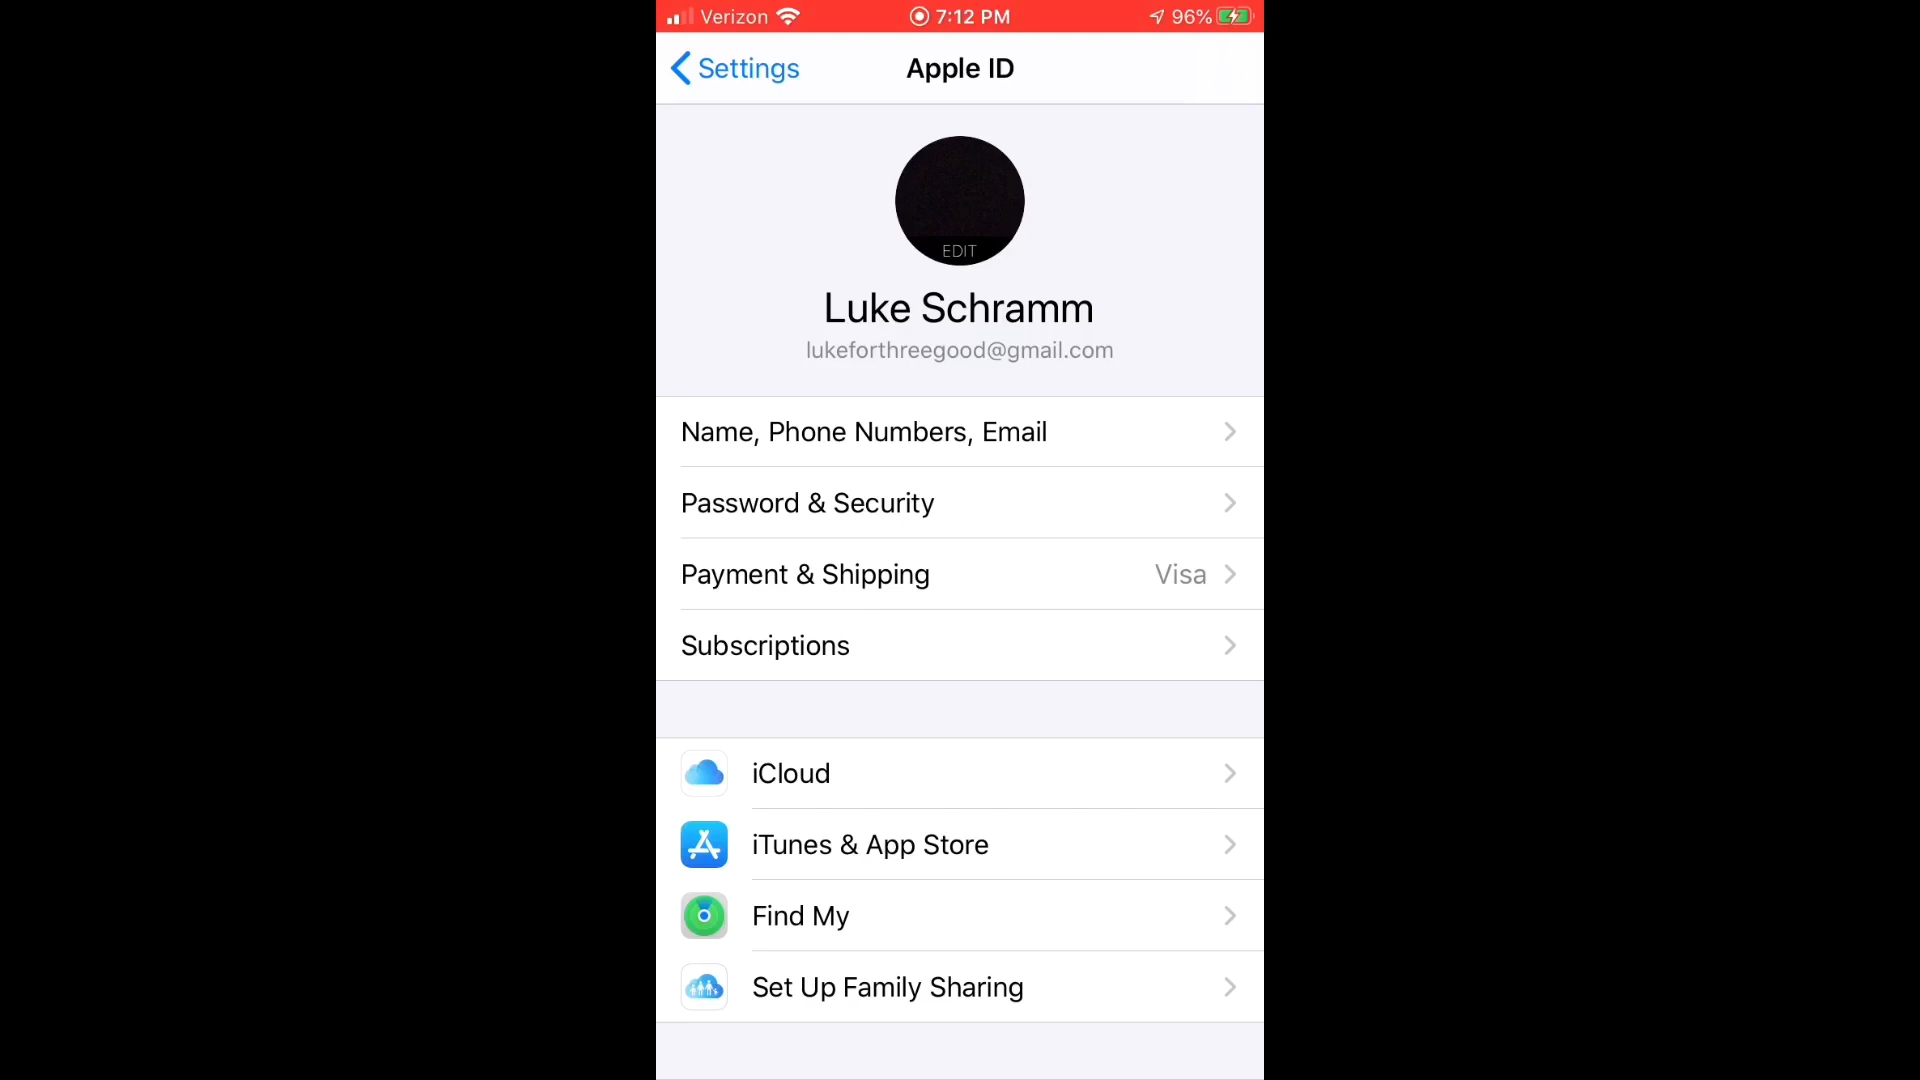 Verizon 7:12 PM 96%
Settings Apple ID
EDIT
Luke Schramm
lukeforthreegood@gmail.com
Name, Phone Numbers, Email
Password & Security
Payment & Shipping Visa
Subscriptions
iCloud
iTunes & App Store
Find My
Set Up Family Sharing